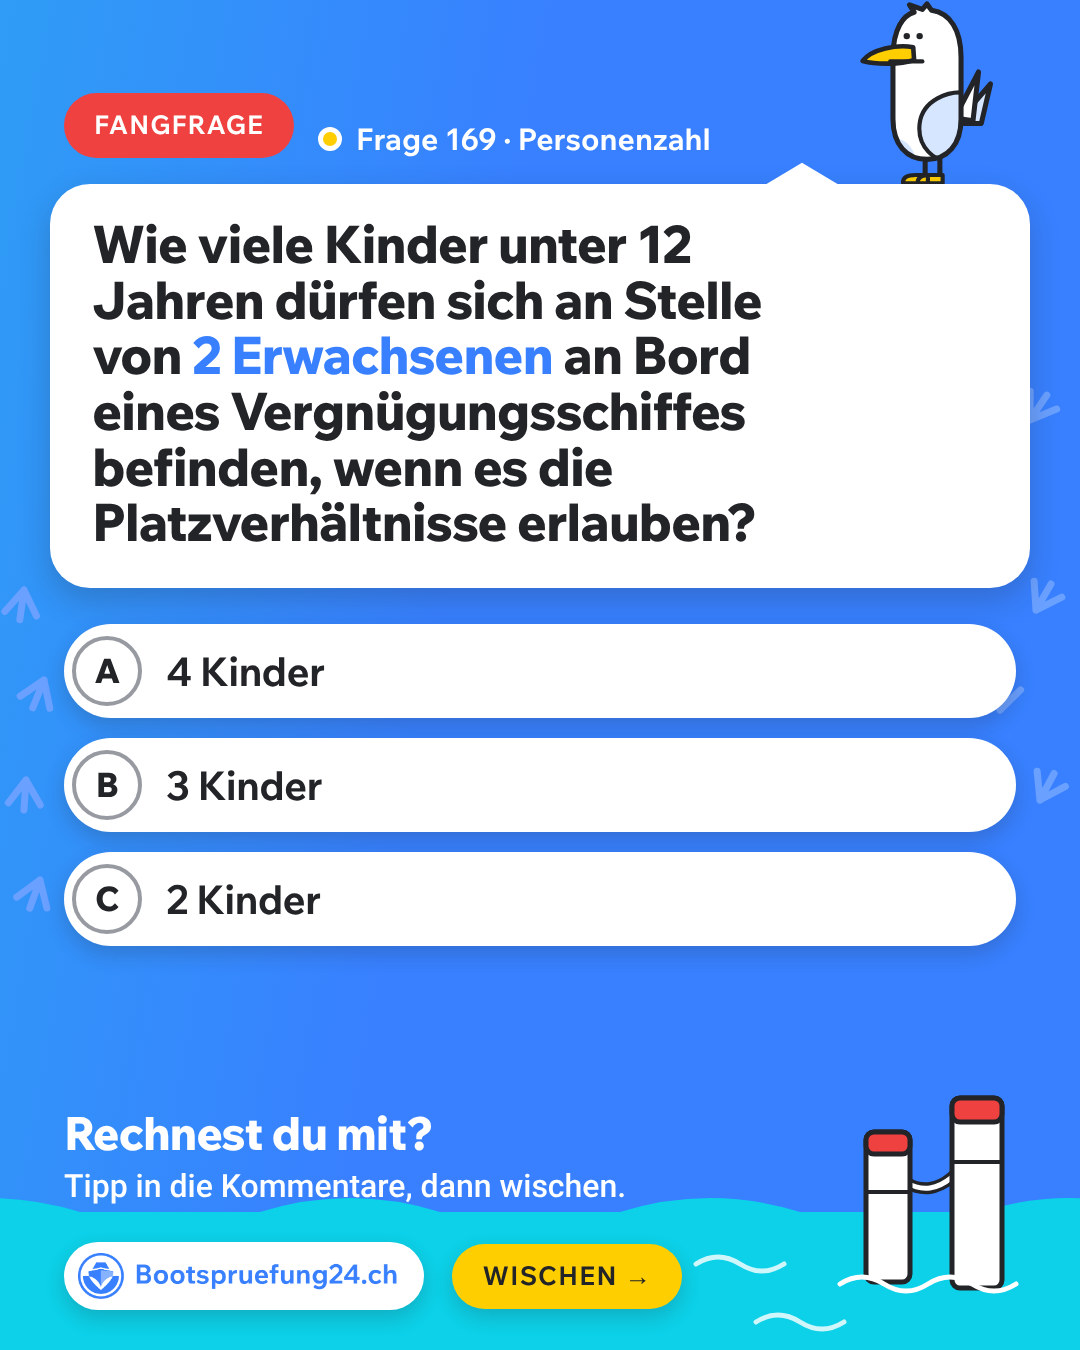 FANGFRAGE
Frage 169 · Personenzahl
Wie viele Kinder unter 12
Jahren dürfen sich an Stelle
von 2 Erwachsenen an Bord
eines Vergnügungsschiffes
befinden, wenn es die
Platzverhältnisse erlauben?
A 4 Kinder
B 3 Kinder
C 2 Kinder
Rechnest du mit?
Tipp in die Kommentare, dann wischen.
Bootspruefung24.ch
WISCHEN →